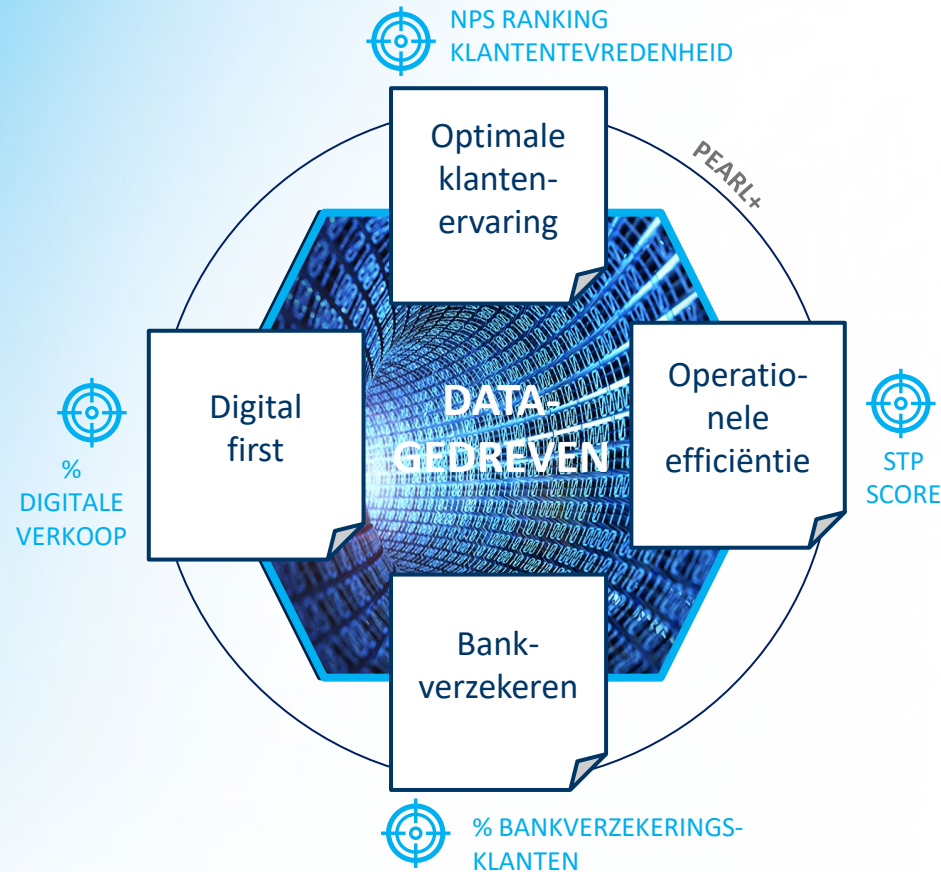 NPS RANKING
KLANTENTEVREDENHEID
Optimale
klanten-
ervaring
PEARL+
Digital
first
DATA-
GEDREVEN
Operatio-
nele
efficiëntie
%
DIGITALE
VERKOOP
STP
SCORE
Bank-
verzekeren
% BANKVERZEKERINGS-
KLANTEN